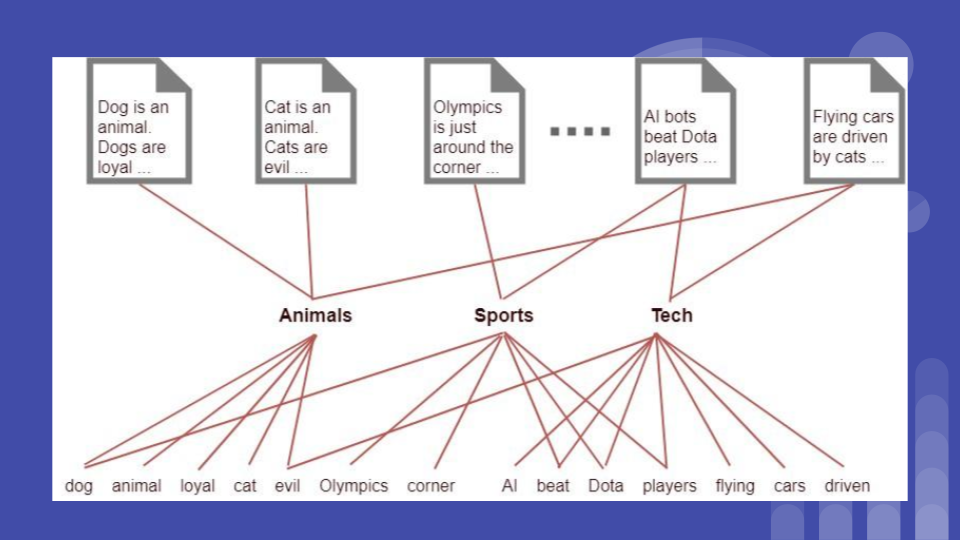 Dog is an
animal.
Dogs are
loyal ...
Cat is an
animal.
Cats are
evil ...
Olympics
is just
around the
corner ...
AI bots
beat Dota
players ...
Flying cars
are driven
by cats ...
Animals
Sports
Tech
dog animal loyal cat evil Olympics corner AI beat Dota players flying cars driven